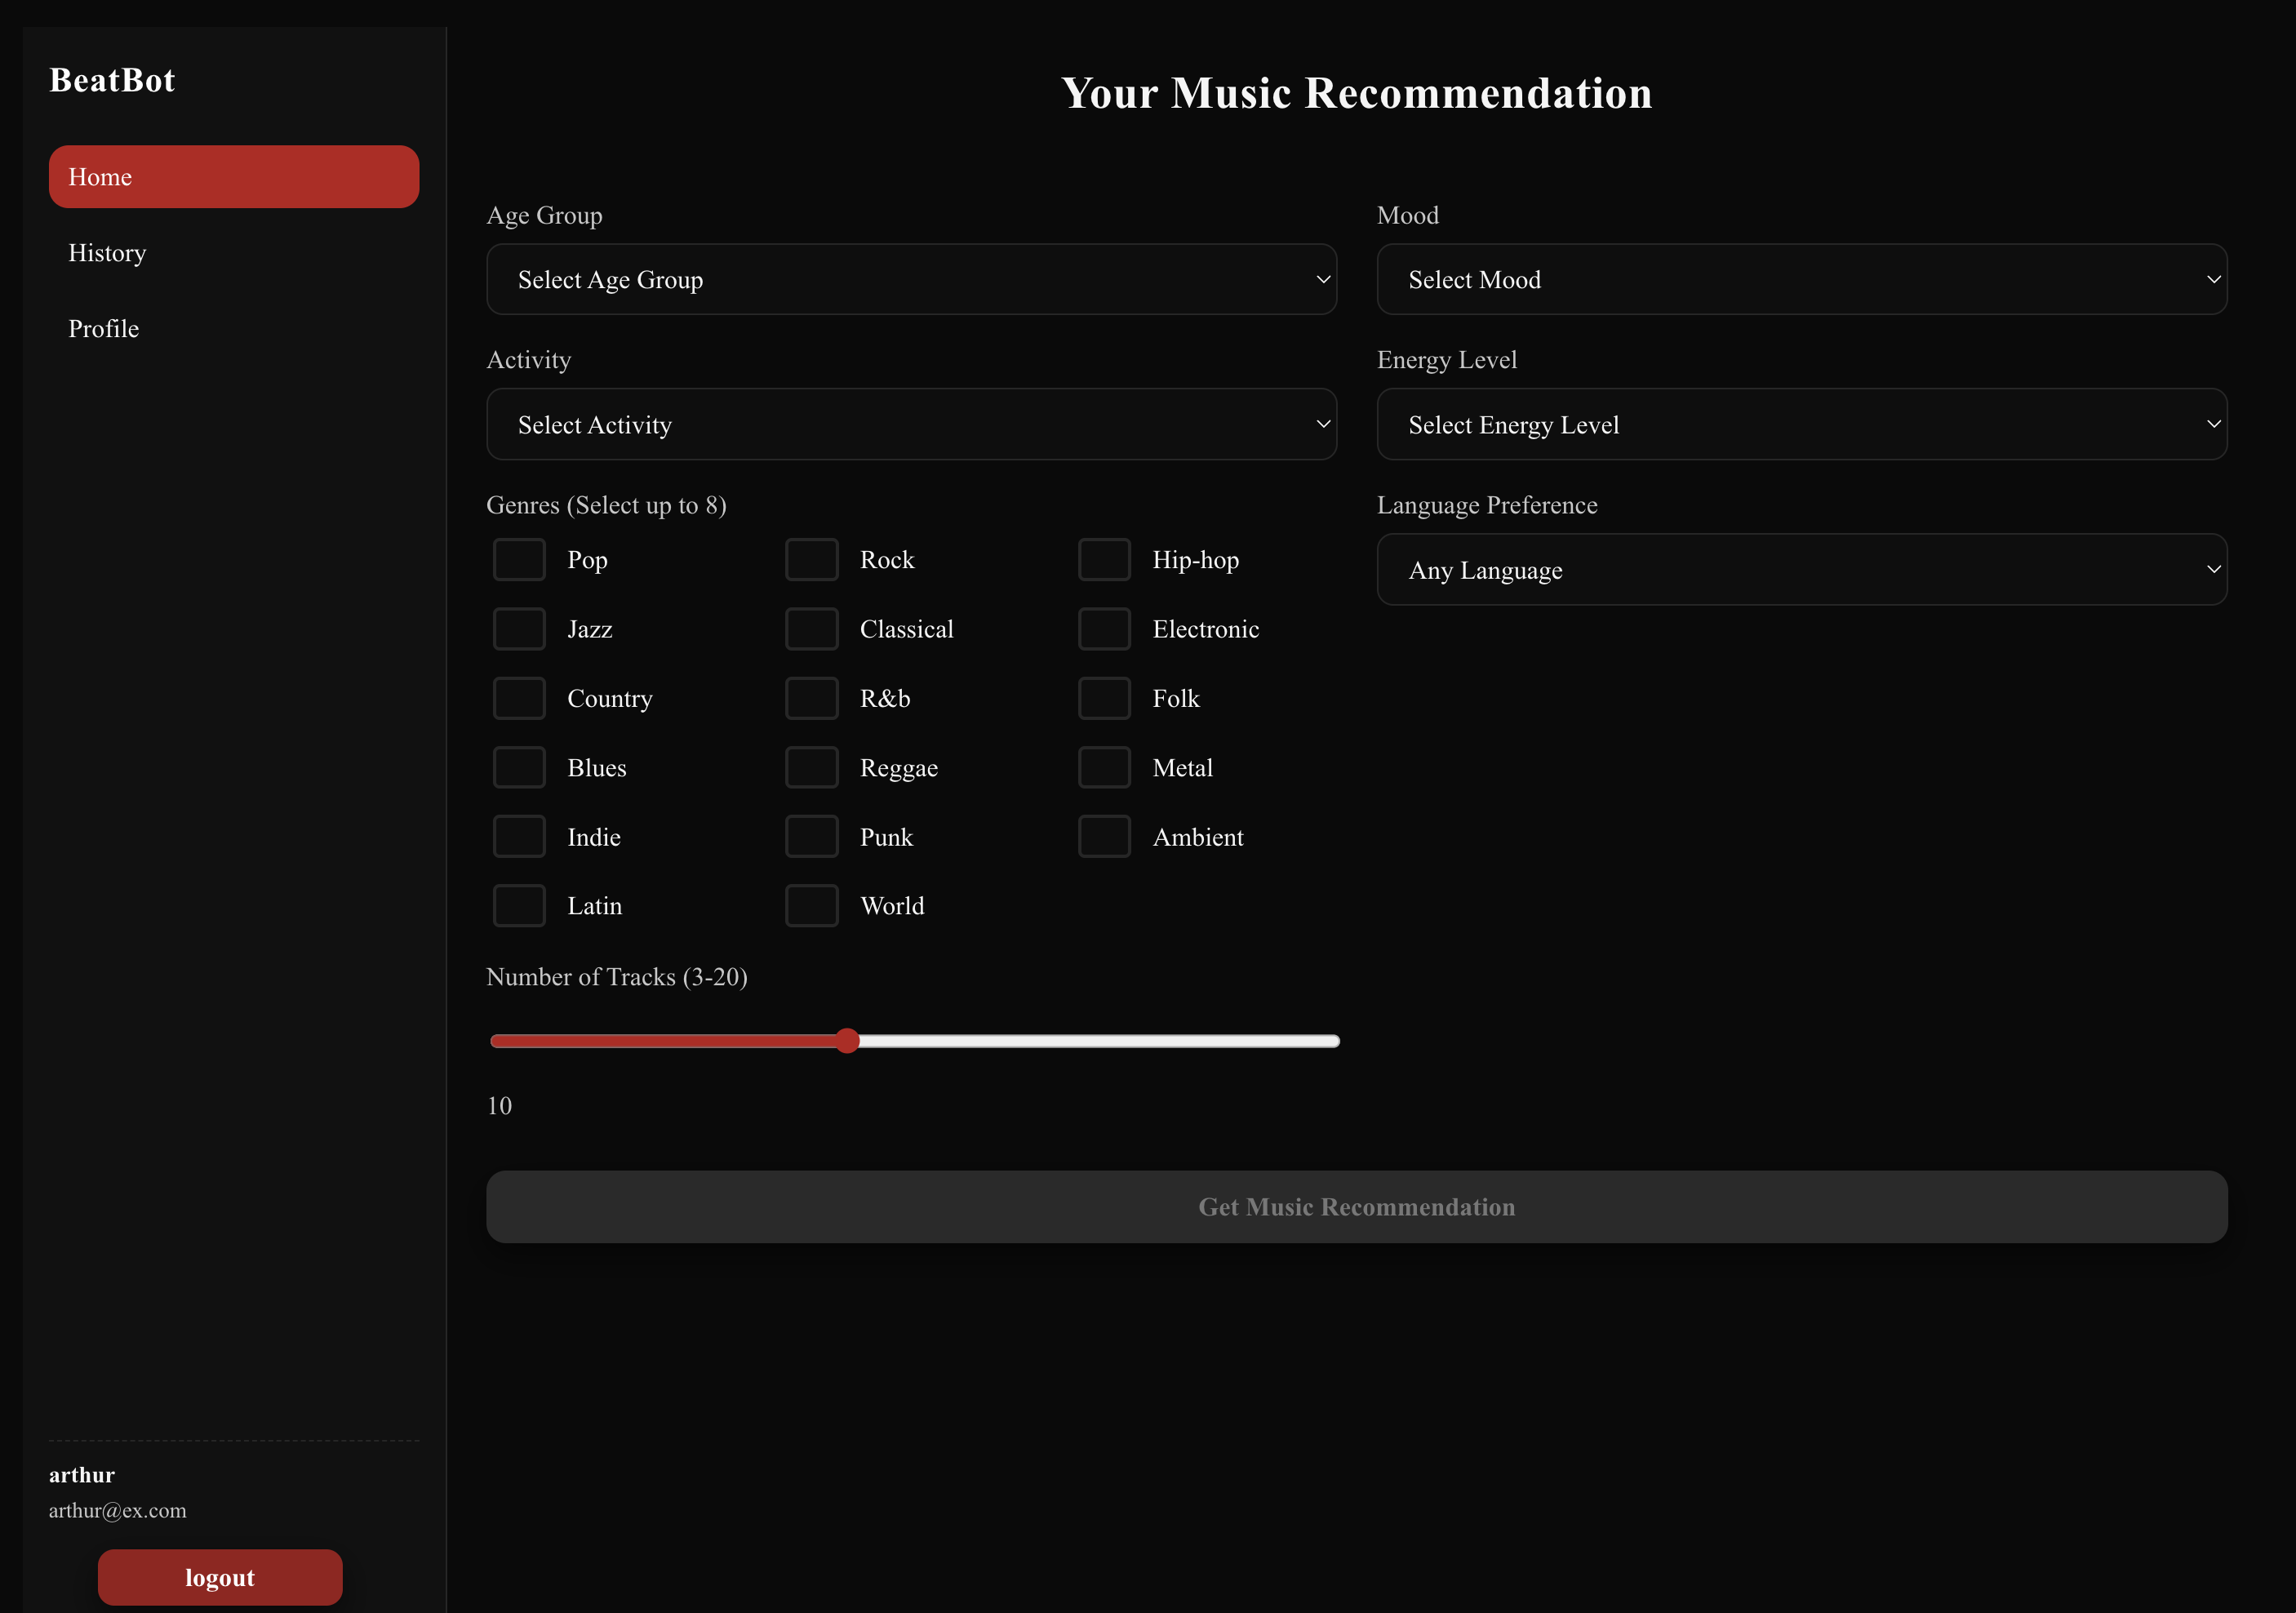 BeatBot
Home
History
Profile
arthur
arthur@ex.com
logout
Your Music Recommendation
Age Group
Select Age Group
Mood
Select Mood
Activity
Select Activity
Energy Level
Select Energy Level
Genres (Select up to 8)
Pop
Rock
Hip-hop
Jazz
Classical
Electronic
Country
R&b
Folk
Blues
Reggae
Metal
Indie
Punk
Ambient
Latin
World
Language Preference
Any Language
Number of Tracks (3-20)
10
Get Music Recommendation